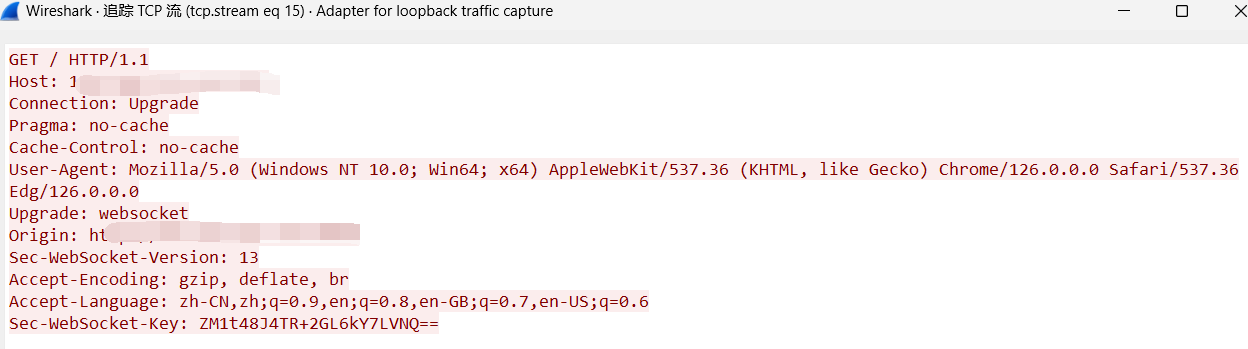 Wireshark · 追踪 TCP 流 (tcp.stream eq 15) · Adapter for loopback traffic capture
GET / HTTP/1.1
Host: 1
Connection: Upgrade
Pragma: no-cache
Cache-Control: no-cache
User-Agent: Mozilla/5.0 (Windows NT 10.0; Win64; x64) AppleWebKit/537.36 (KHTML, like Gecko) Chrome/126.0.0.0 Safari/537.36
Edg/126.0.0.0
Upgrade: websocket
Origin:
Sec-WebSocket-Version: 13
Accept-Encoding: gzip, deflate, br
Accept-Language: zh-CN,zh;q=0.9,en;q=0.8,en-GB;q=0.7,en-US;q=0.6
Sec-WebSocket-Key: ZM1t48J4TR+2GL6kY7LVNQ==